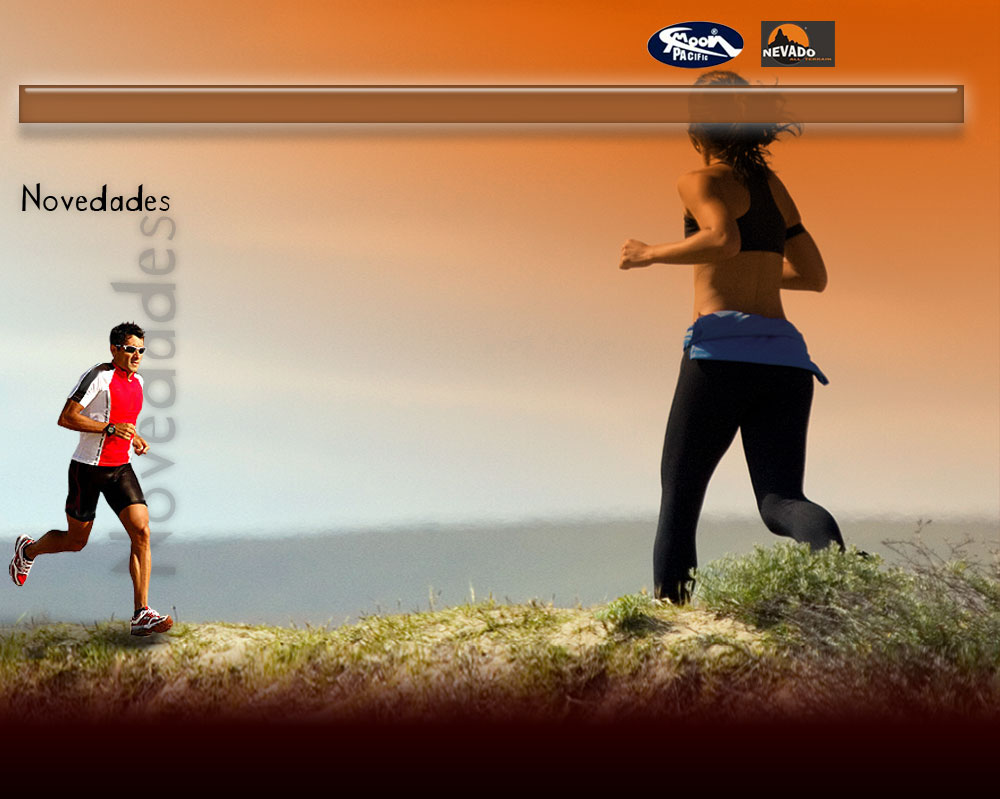 Moon
PACIFIC
NEVADO
ALL TERRAIN
Novedades
Novedades